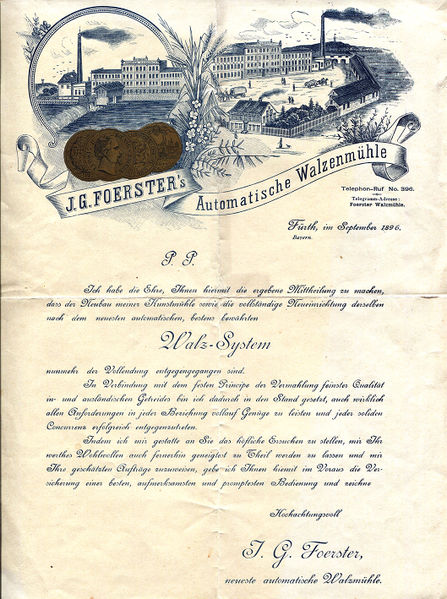 J. G. FOERSTER's
Automatische Walzenmühle
Telephon-Ruf No. 396.
Telegramm-Adresse:
Foerster Walzmühle.
Fürth, im September 1896.
Bayern.
P. P.
Ich habe die Ehre, Ihnen hiermit die ergebene Mittheilung zu machen,
dass der Neubau meiner Kunstmühle sowie die vollständige Neueinrichtung derselben
nach dem neuesten automatischen, bestens bewährten
Walz-System
nunmehr der Vollendung entgegengegangen sind.
In Verbindung mit dem festen Principe der Vermahlung feinster Qualität
in- und ausländischen Getreides bin ich dadurch in den Stand gesetzt, auch wirklich
allen Anforderungen in jeder Beziehung vollauf Genüge zu leisten und jeder soliden
Concurrenz erfolgreich entgegenzutreten.
Indem ich mir gestatte an Sie das höfliche Ersuchen zu stellen, mir Ihr
werthes Wohlwollen auch fernerhin geneigtest zu Theil werden zu lassen und mir
Ihre geschätzten Aufträge zuzuweisen, gebe ich Ihnen hiermit im Voraus die Ver-
sicherung einer besten, aufmerksamsten und promptesten Bedienung und zeichne
Hochachtungsvoll
J. G. Foerster,
neueste automatische Walzmühle.